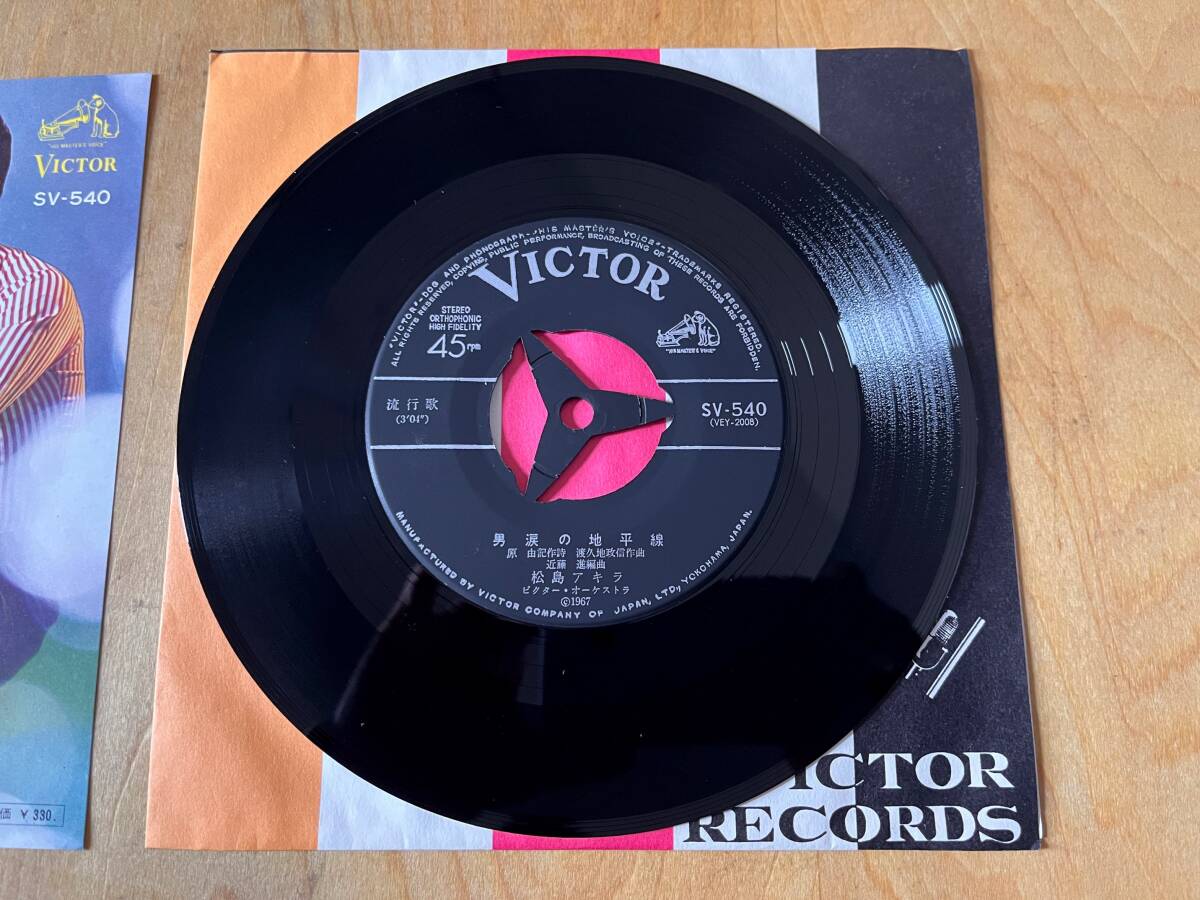 "HIS MASTER'S VOICE"
VICTOR
SV-540
価 ¥330.
"VICTOR"-DOG AND PHONOGRAPH-"HIS MASTER'S VOICE"-TRADEMARKS REGISTERED.
ALL RIGHTS RESERVED, COPYING, PUBLIC PERFORMANCE, BROADCASTING OF THESE RECORDS ARE FORBIDDEN.
VICTOR
STEREO
ORTHOPHONIC
HIGH FIDELITY
45rpm
"HIS MASTER'S VOICE"
流行歌
(3'04")
SV-540
(VEY-2008)
男涙の地平線
原 由記作詩 渡久地政信作曲
近藤 進編曲
松島アキラ
ビクター・オーケストラ
©1967
MANUFACTURED BY VICTOR COMPANY OF JAPAN, LTD., YOKOHAMA, JAPAN.
VICTOR
RECORDS